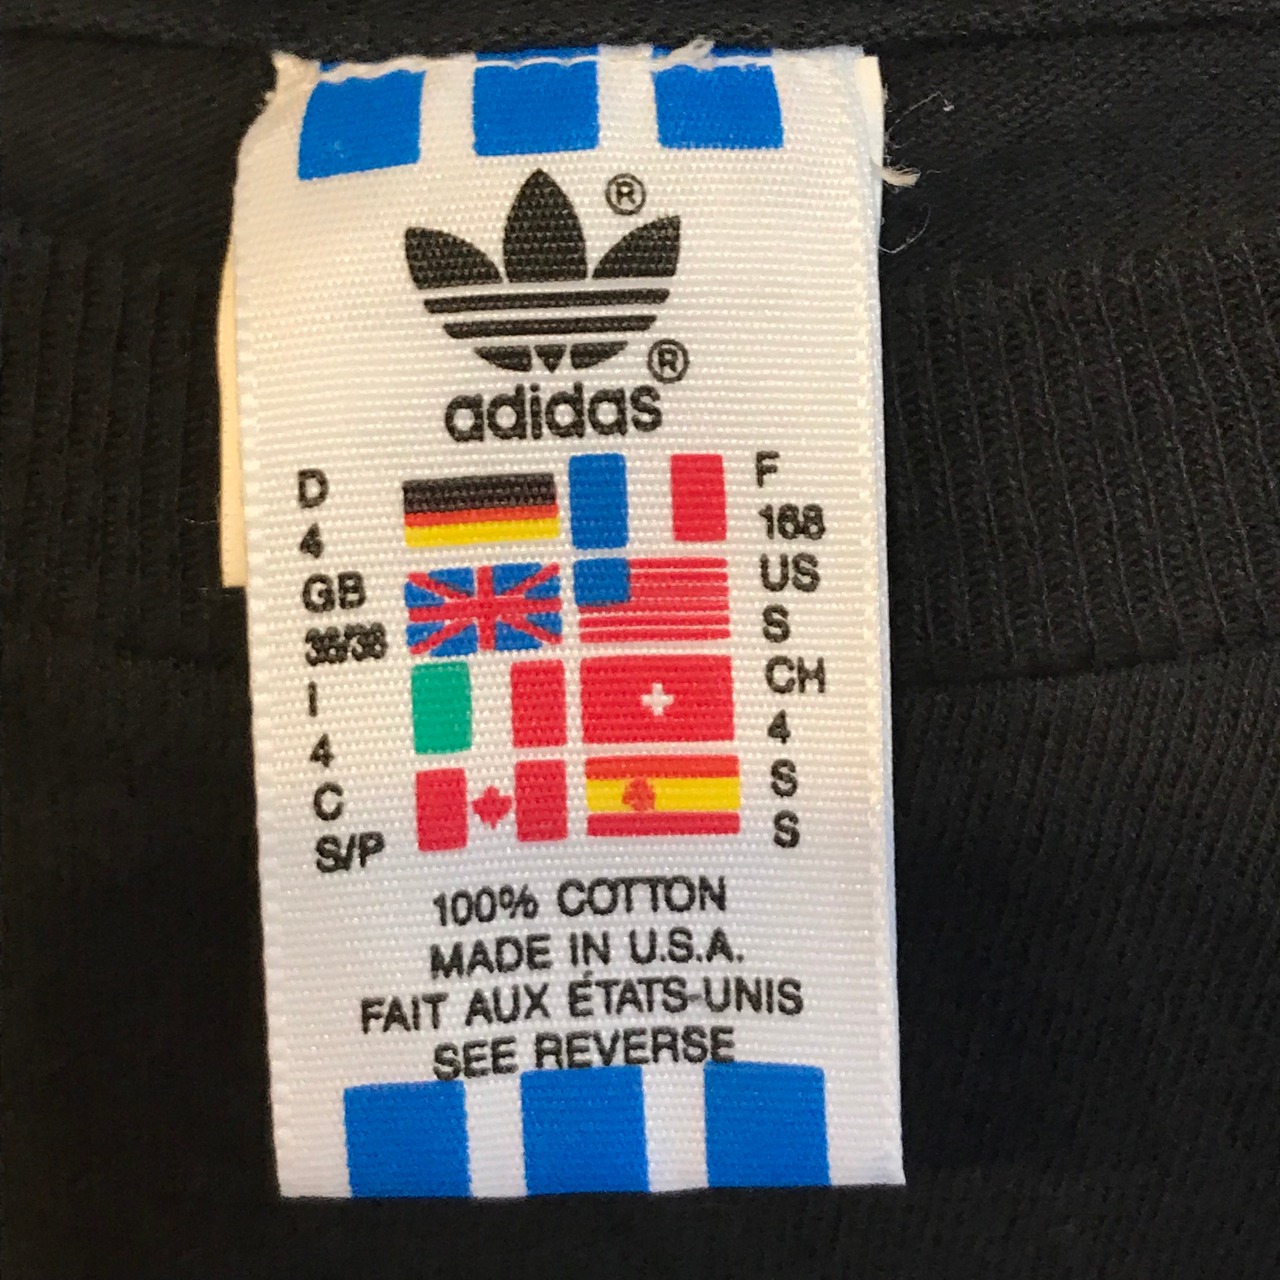 ®
®
adidas
D
4
GB
36/38
I
4
C
S/P
F
168
US
S
CH
4
S
S
100% COTTON
MADE IN U.S.A.
FAIT AUX ÉTATS-UNIS
SEE REVERSE